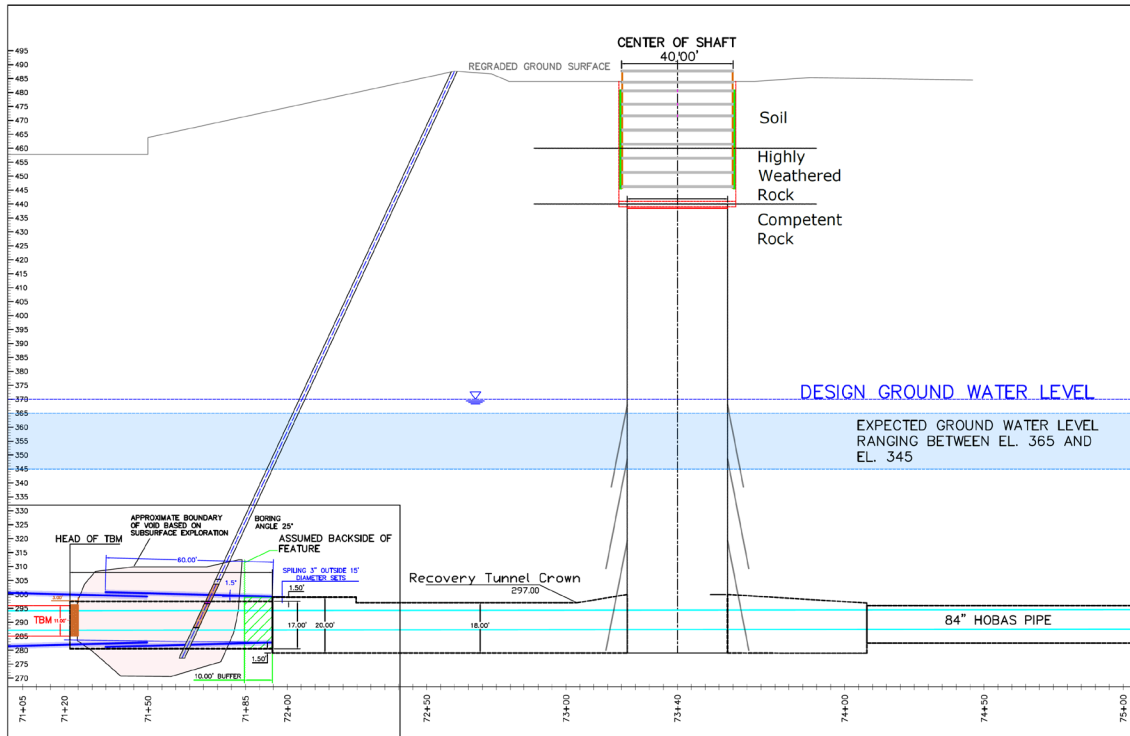 CENTER OF SHAFT
40.00'
REGRADED GROUND SURFACE
495
490
485
480
475
470
465
460
455
450
445
440
435
430
425
420
415
410
405
400
395
390
385
380
375
370
365
360
355
350
345
340
335
330
325
320
315
310
305
300
295
290
285
280
275
270
Soil
Highly
Weathered
Rock
Competent
Rock
DESIGN GROUND WATER LEVEL
EXPECTED GROUND WATER LEVEL
RANGING BETWEEN EL. 365 AND
EL. 345
APPROXIMATE BOUNDARY
OF VOID BASED ON
SUBSURFACE EXPLORATION
BORING
ANGLE 25°
HEAD OF TBM
ASSUMED BACKSIDE OF
FEATURE
60.00'
SPILING 3" OUTSIDE 15'
DIAMETER SETS
1.5°
1.50'
Recovery Tunnel Crown
297.00
TBM
11.00'
17.00'
20.00'
18.00'
84" HOBAS PIPE
1.50'
10.00' BUFFER
71+05
71+20
71+50
71+85
72+00
72+50
73+00
73+40
74+00
74+50
75+00